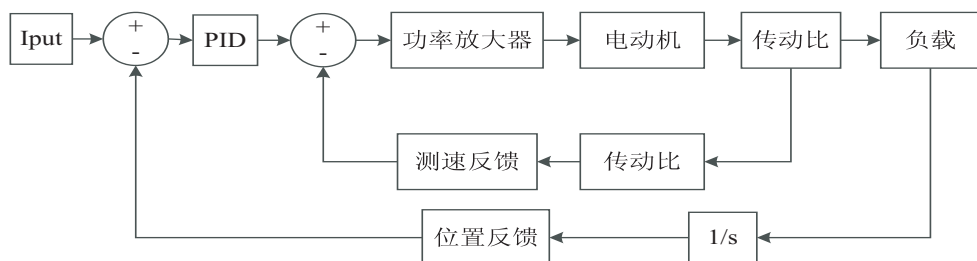 Iput
+
-
PID
+
-
功率放大器
电动机
传动比
负载
测速反馈
传动比
位置反馈
1/s